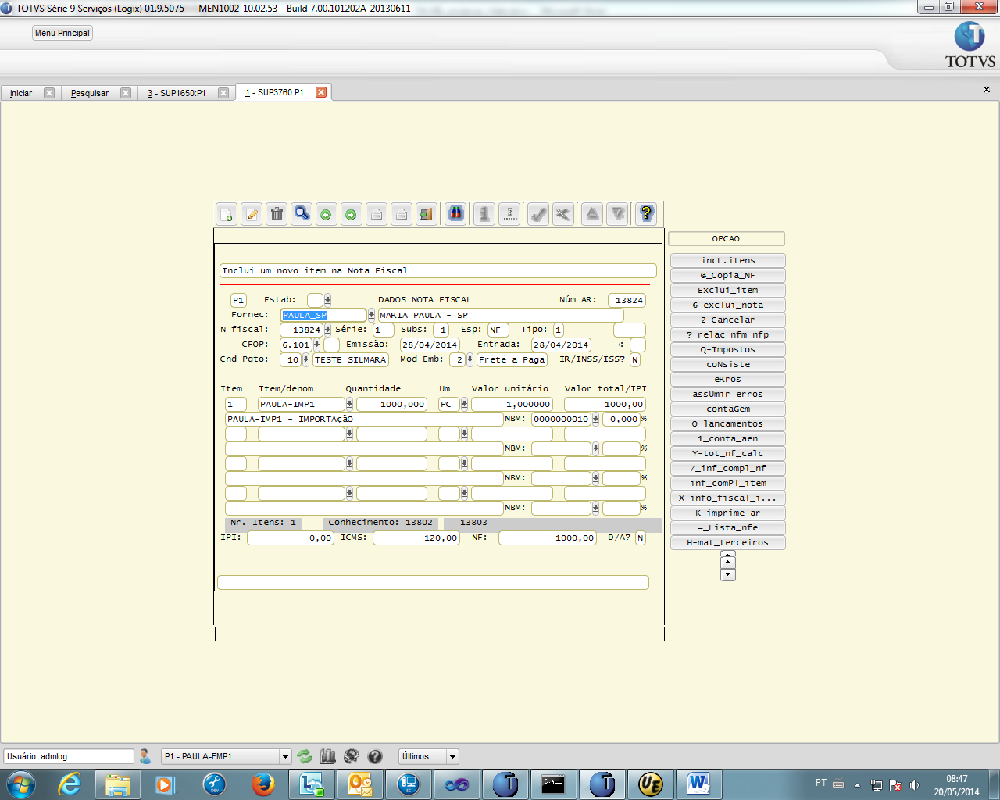 TOTVS Série 9 Serviços (Logix) 01.9.5075 - MEN1002-10.02.53 - Build 7.00.101202A-20130611
Menu Principal
TOTVS
Iniciar
Pesquisar
3 - SUP1650:P1
1 - SUP3760:P1
OPCAO
Inclui um novo item na Nota Fiscal
P1 Estab: DADOS NOTA FISCAL Núm AR: 13824
Fornec: PAULA_SP MARIA PAULA - SP
N fiscal: 13824 Série: 1 Subs: 1 Esp: NF Tipo: 1
CFOP: 6.101 Emissão: 28/04/2014 Entrada: 28/04/2014 :
Cnd Pgto: 10 TESTE SILMARA Mod Emb: 2 Frete a Paga IR/INSS/ISS? N
Item Item/denom Quantidade Um Valor unitário Valor total/IPI
1 PAULA-IMP1 1000,000 PC 1,000000 1000,00
PAULA-IMP1 - IMPORTAçãO NBM: 0000000010 0,000 %
NBM: %
NBM: %
NBM: %
Nr. Itens: 1 Conhecimento: 13802 13803
IPI: 0,00 ICMS: 120,00 NF: 1000,00 D/A? N
incL.itens
@_Copia_NF
Exclui_item
6-exclui_nota
2-Cancelar
?_relac_nfm_nfp
Q-Impostos
coNsiste
eRros
assUmir erros
contaGem
O_lancamentos
1_conta_aen
Y-tot_nf_calc
7_inf_compl_nf
inf_comPl_item
X-info_fiscal_i...
K-imprime_ar
=_Lista_nfe
H-mat_terceiros
Usuário: admlog
P1 - PAULA-EMP1
Últimos
DEV
SC
C:\_
UE
PT
08:47
20/05/2014